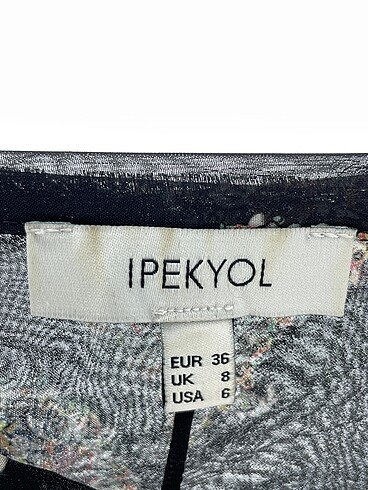 IPEKYOL
EUR 36
UK 8
USA 6